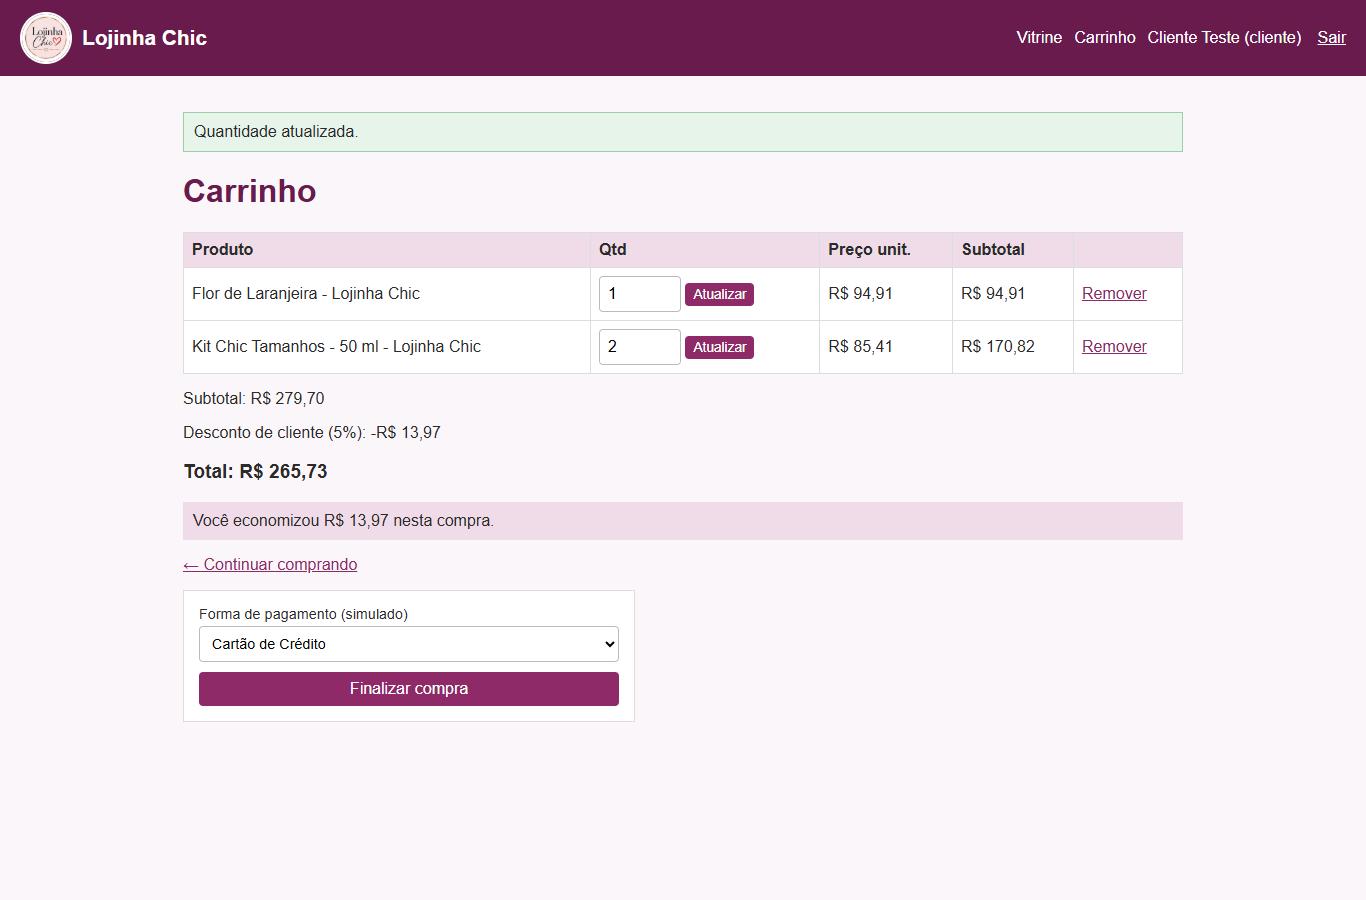 Lojinha Chic
Lojinha Chic
Vitrine Carrinho Cliente Teste (cliente) Sair
Quantidade atualizada.
Carrinho
Produto Qtd Preço unit. Subtotal
Flor de Laranjeira - Lojinha Chic 1 Atualizar R$ 94,91 R$ 94,91 Remover
Kit Chic Tamanhos - 50 ml - Lojinha Chic 2 Atualizar R$ 85,41 R$ 170,82 Remover
Subtotal: R$ 279,70
Desconto de cliente (5%): -R$ 13,97
Total: R$ 265,73
Você economizou R$ 13,97 nesta compra.
← Continuar comprando
Forma de pagamento (simulado)
Cartão de Crédito
Finalizar compra